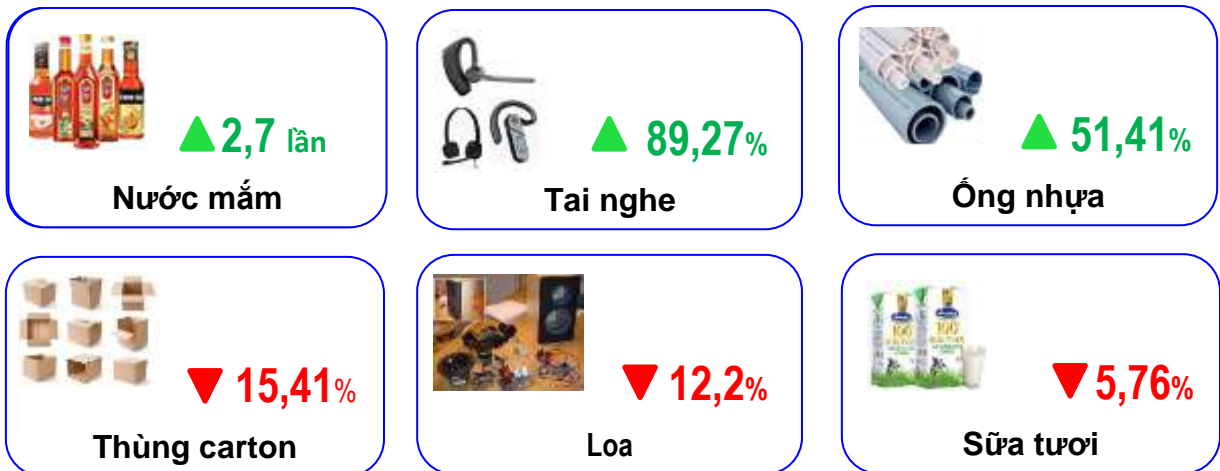 ▲ 2,7 lần
Nước mắm
▲ 89,27%
Tai nghe
▲ 51,41%
Ống nhựa
▼ 15,41%
Thùng carton
▼ 12,2%
Loa
▼ 5,76%
Sữa tươi